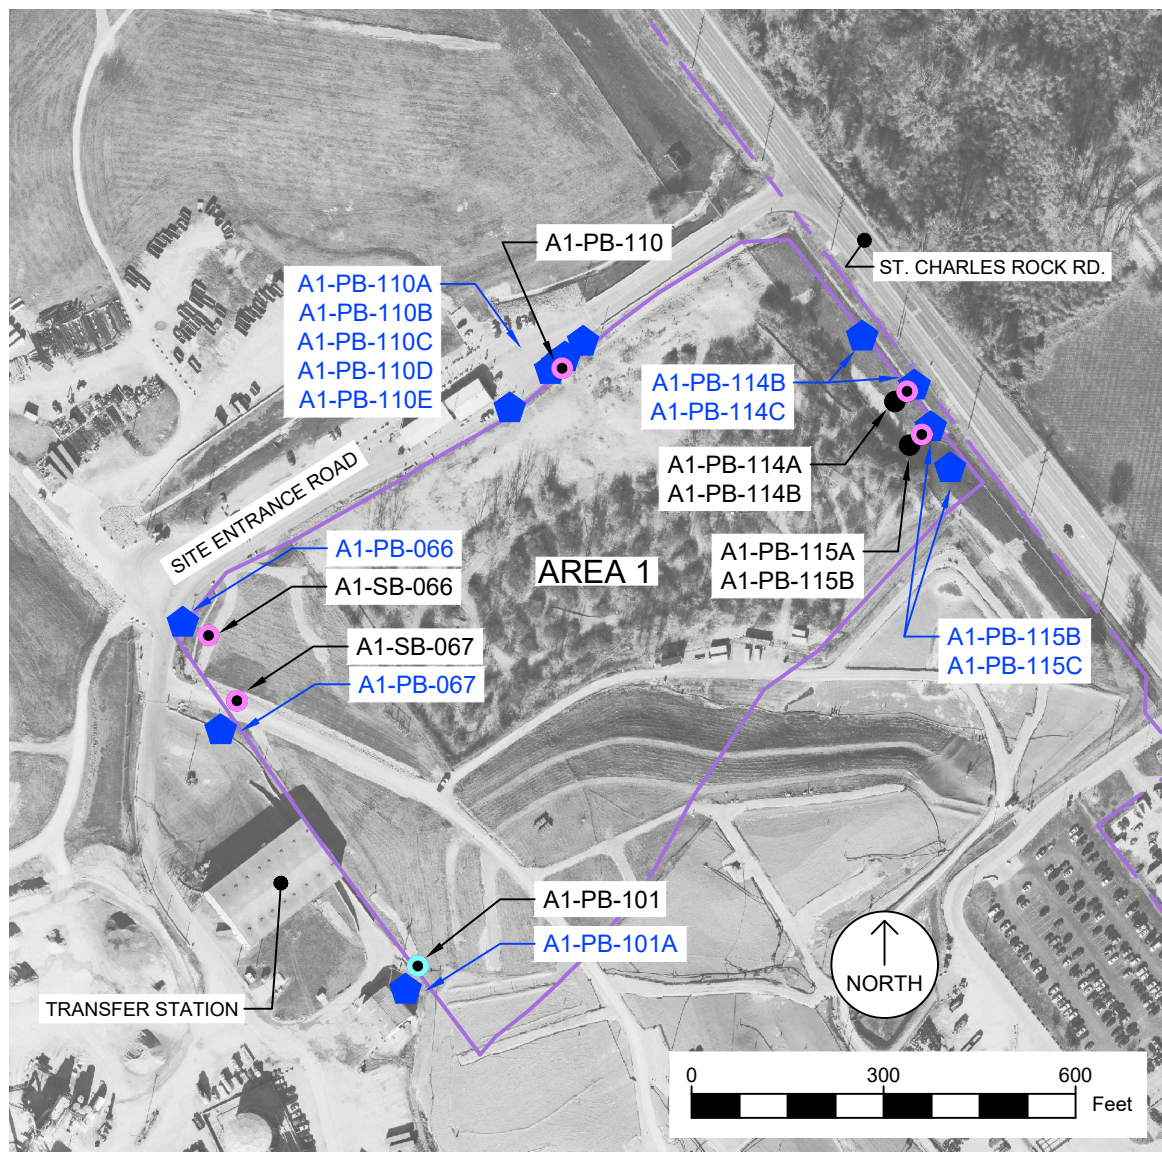 A1-PB-110
ST. CHARLES ROCK RD.
A1-PB-110A
A1-PB-110B
A1-PB-110C
A1-PB-110D
A1-PB-110E
A1-PB-114B
A1-PB-114C
A1-PB-114A
A1-PB-114B
SITE ENTRANCE ROAD
A1-PB-066
A1-SB-066
AREA 1
A1-PB-115A
A1-PB-115B
A1-SB-067
A1-PB-067
A1-PB-115B
A1-PB-115C
A1-PB-101
A1-PB-101A
TRANSFER STATION
NORTH
0 300 600
Feet